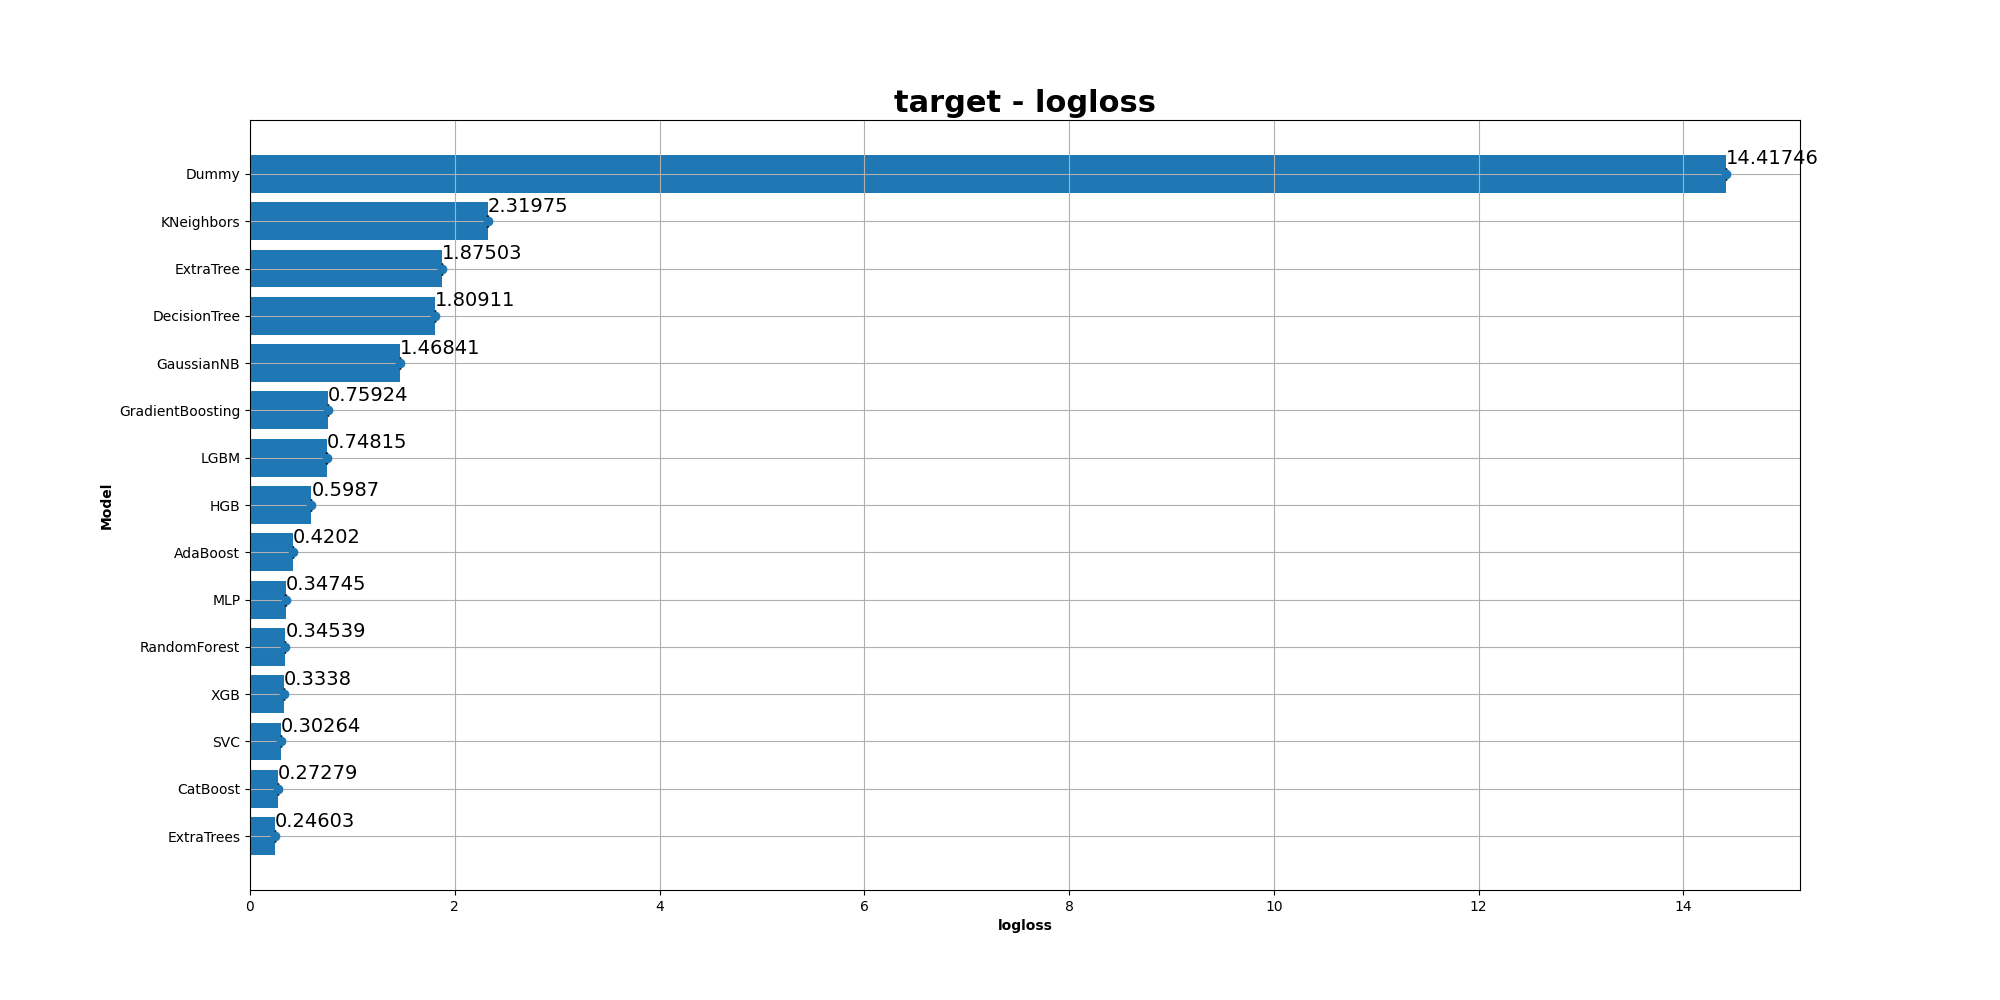 target - logloss
Dummy 14.41746
KNeighbors 2.31975
ExtraTree 1.87503
DecisionTree 1.80911
GaussianNB 1.46841
GradientBoosting 0.75924
LGBM 0.74815
HGB 0.5987
AdaBoost 0.4202
MLP 0.34745
RandomForest 0.34539
XGB 0.3338
SVC 0.30264
CatBoost 0.27279
ExtraTrees 0.24603
Model
0 2 4 6 8 10 12 14
logloss